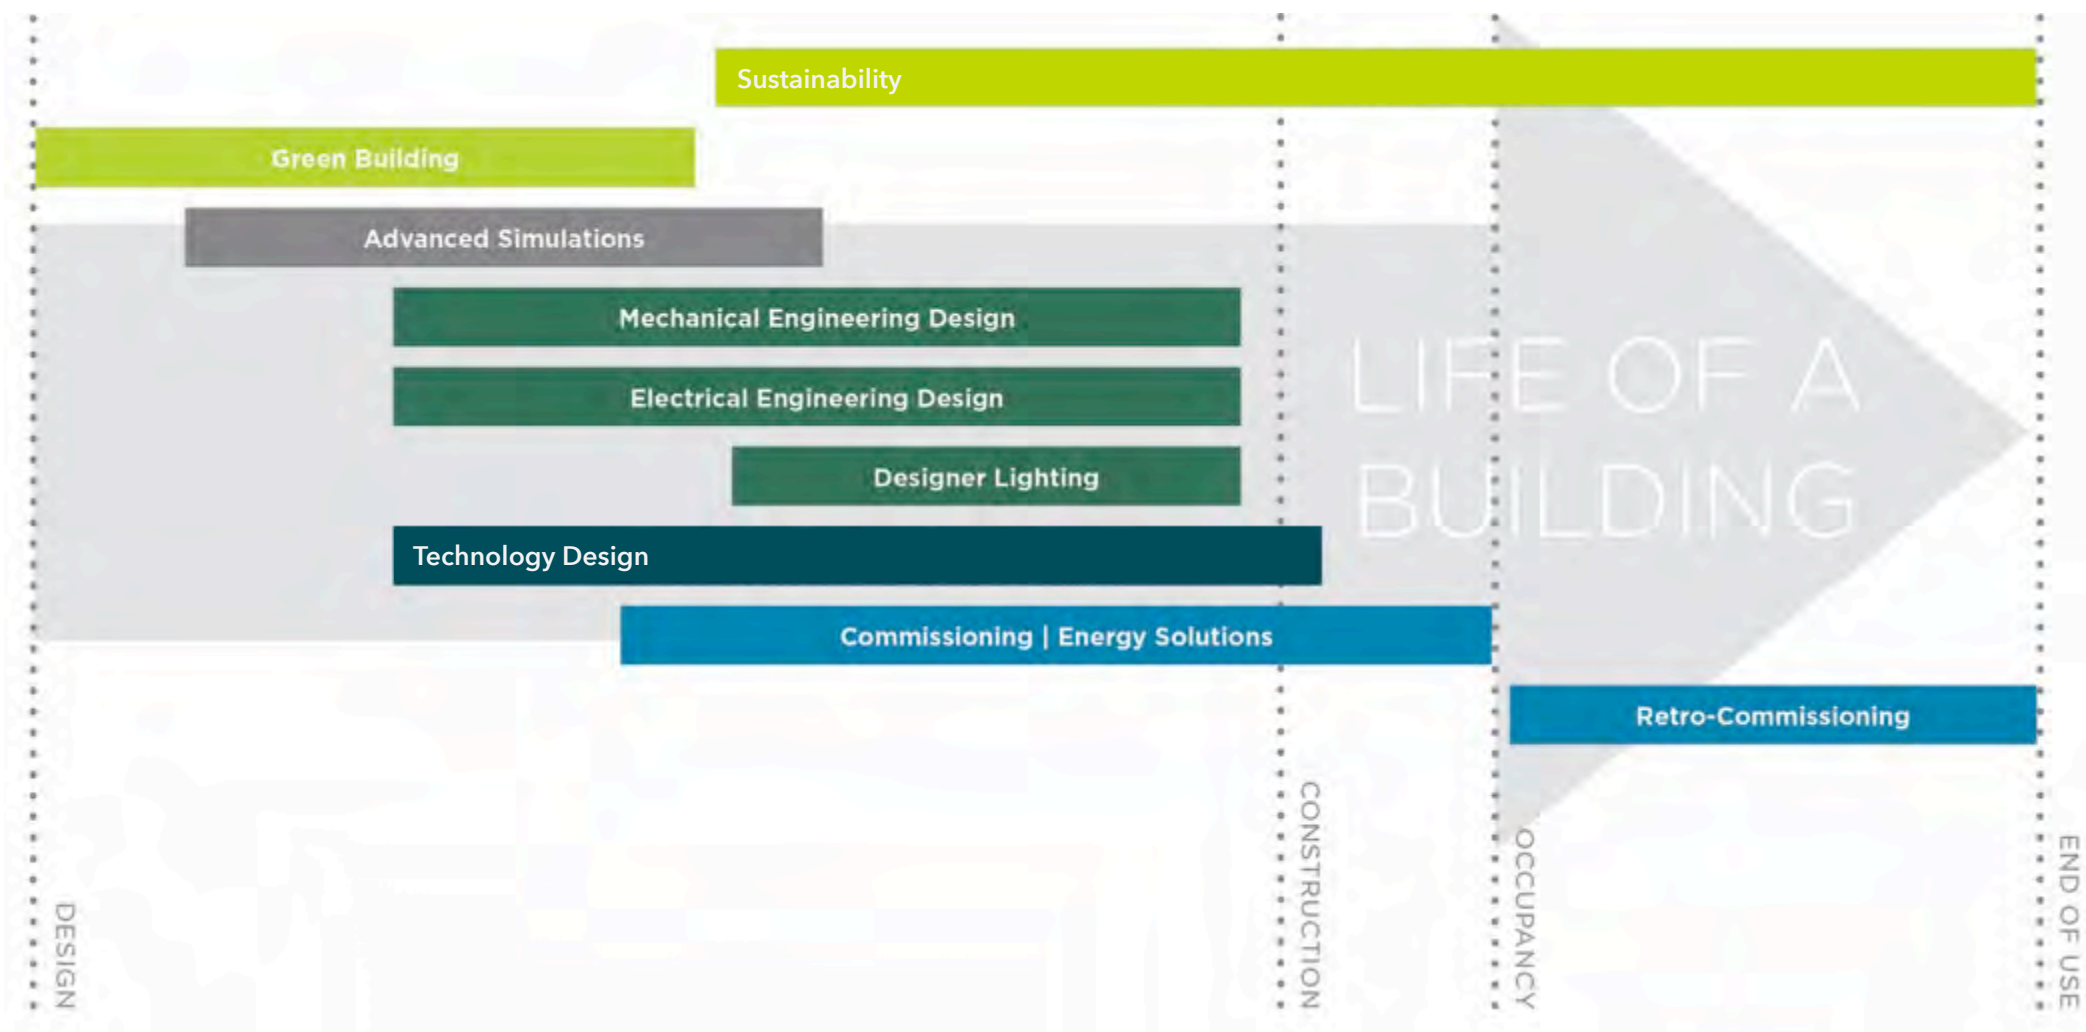 Sustainability
Green Building
Advanced Simulations
Mechanical Engineering Design
Electrical Engineering Design
Designer Lighting
Technology Design
Commissioning | Energy Solutions
Retro-Commissioning
LIFE OF A
BUILDING
DESIGN
CONSTRUCTION
OCCUPANCY
END OF USE